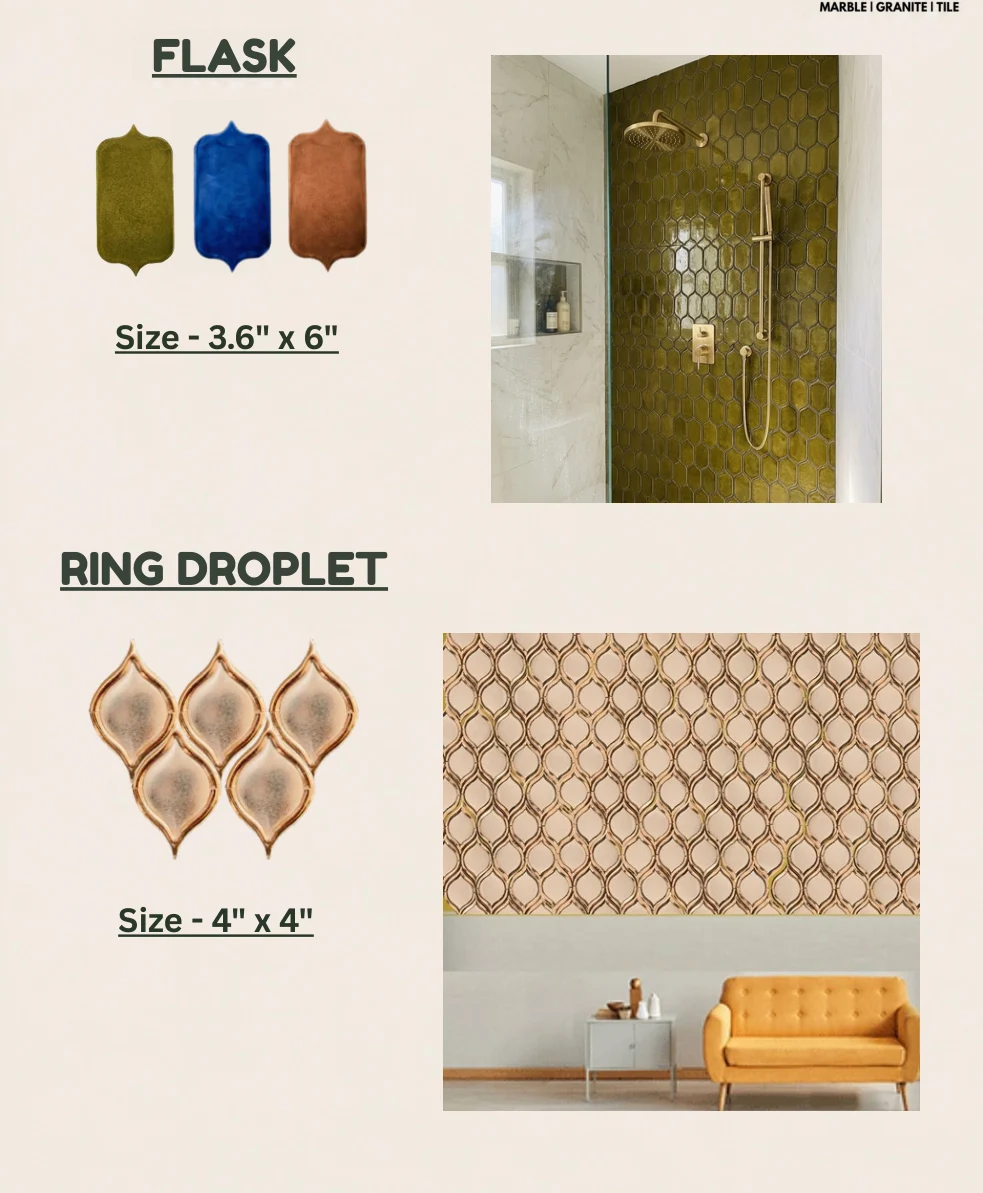 MARBLE | GRANITE | TILE
FLASK
Size - 3.6" x 6"
RING DROPLET
Size - 4" x 4"